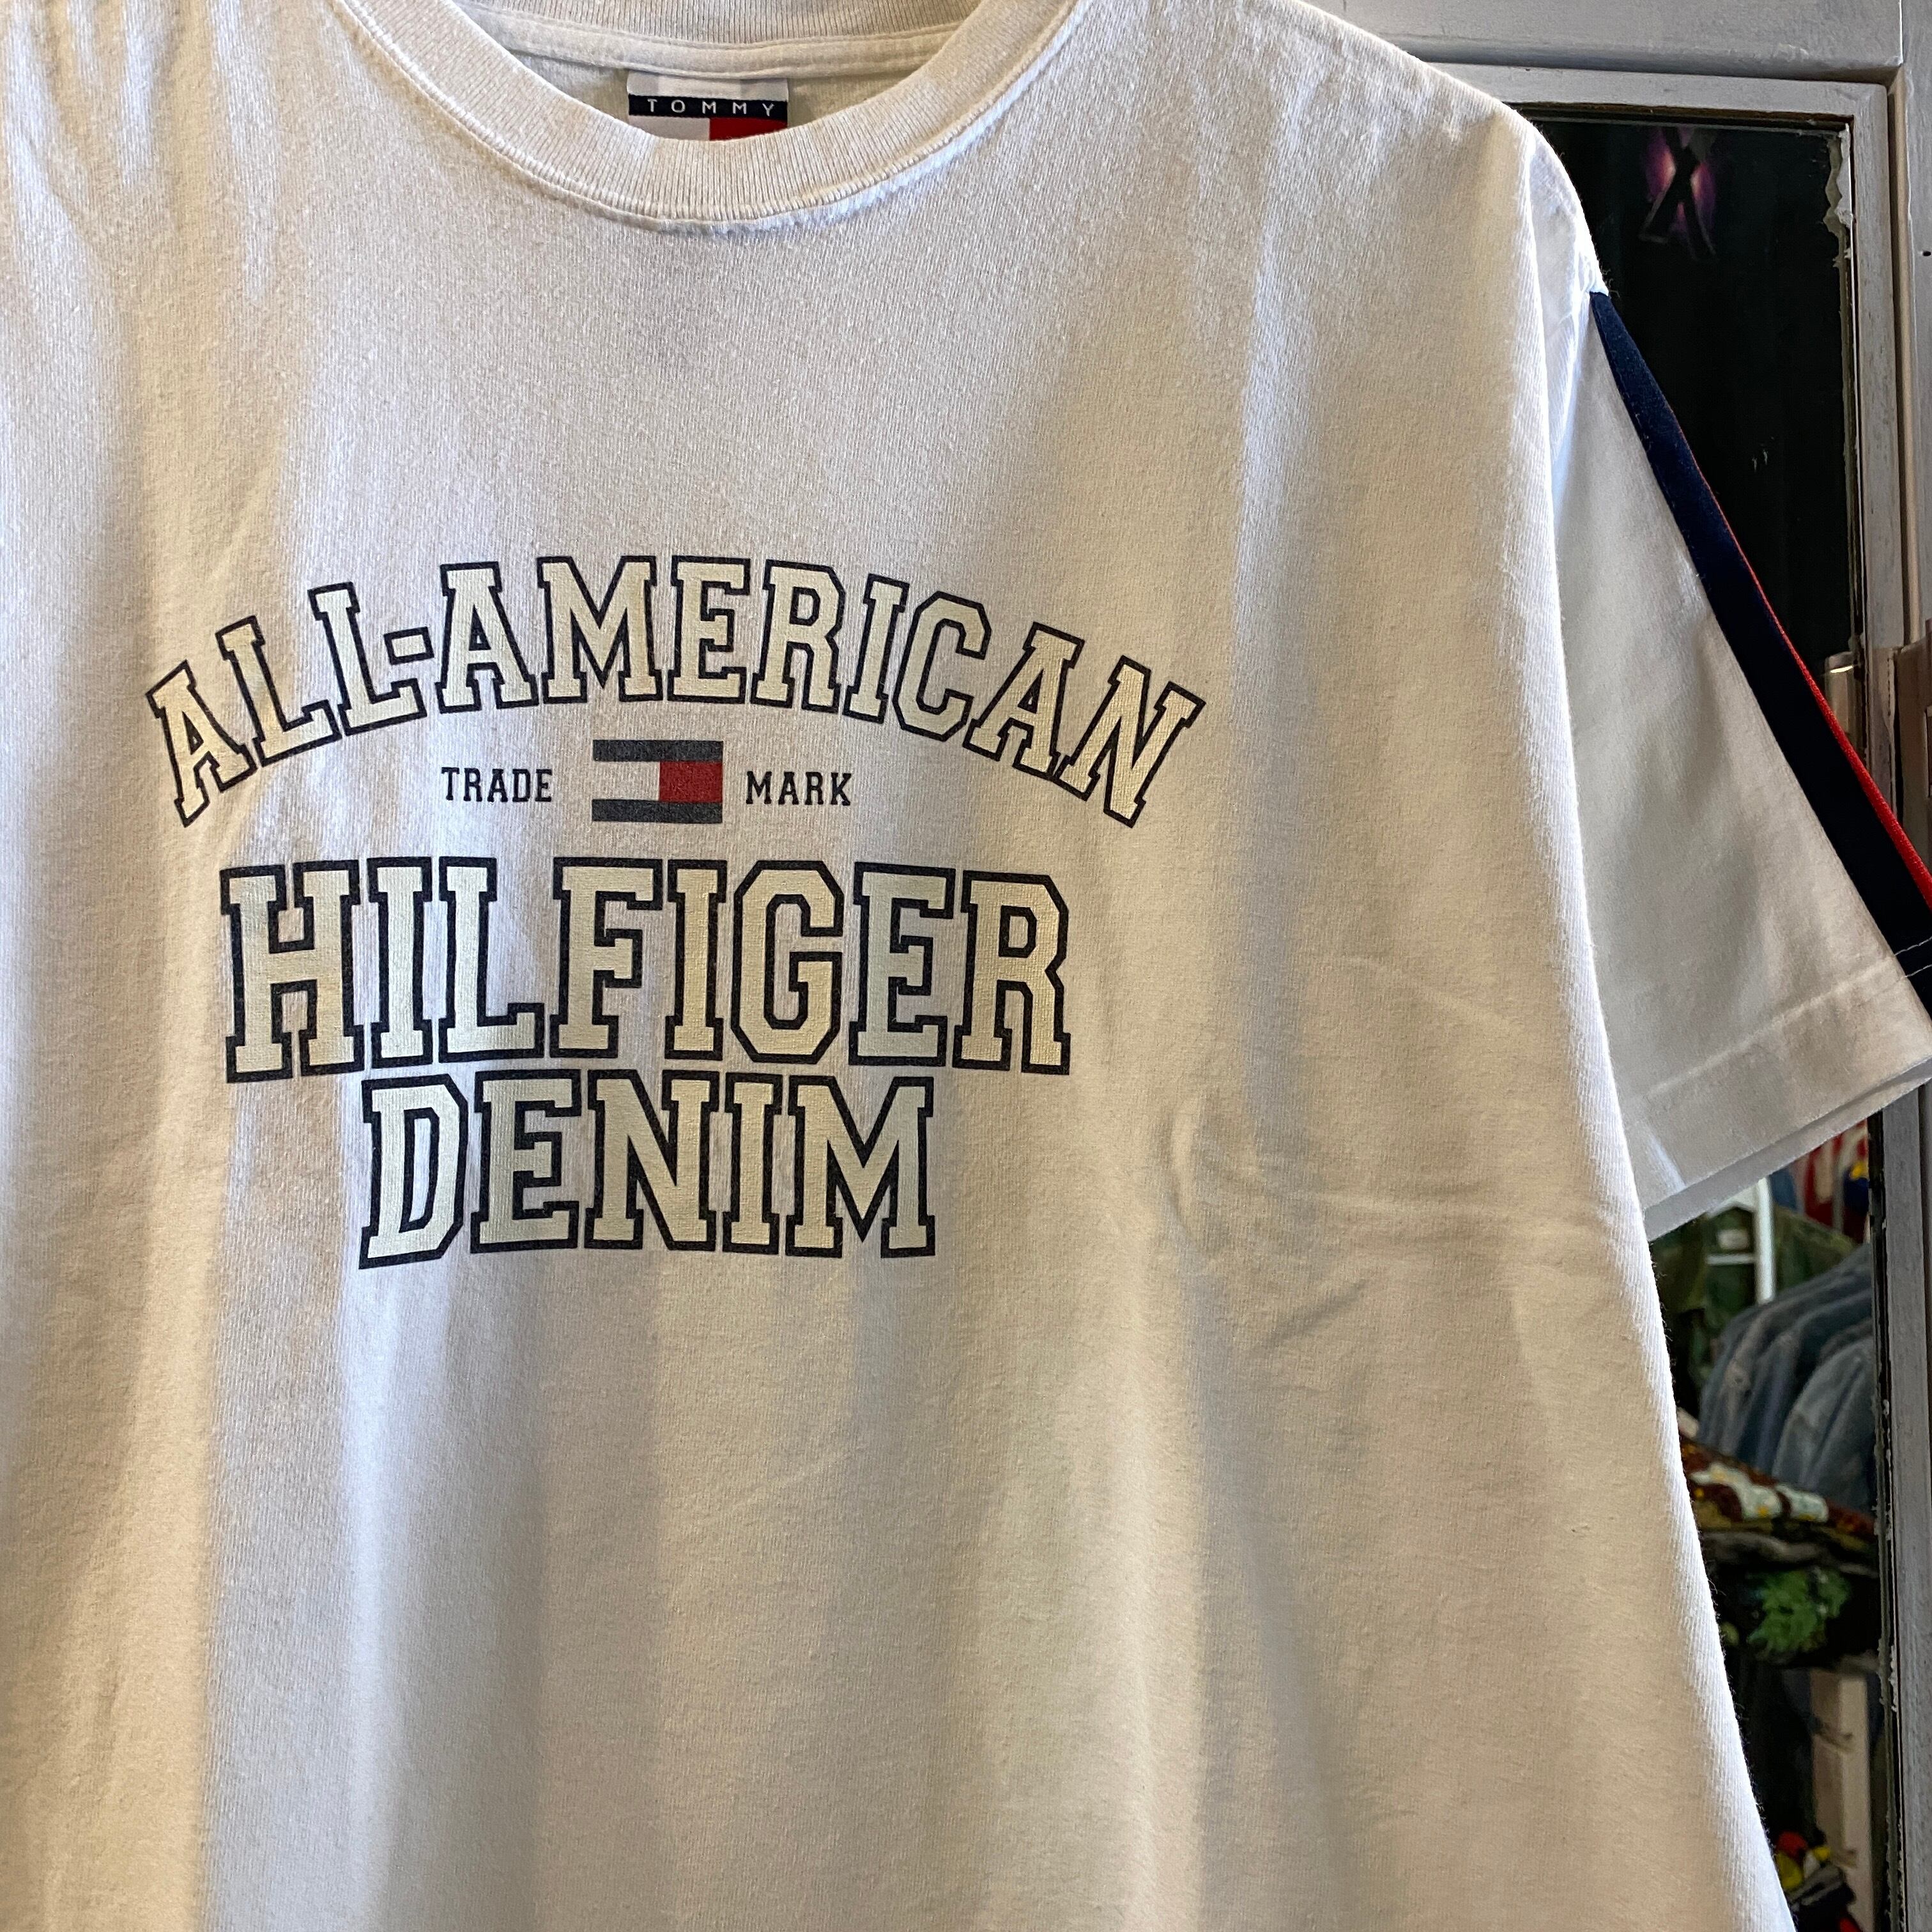 TOMMY
ALL-AMERICAN
TRADE MARK
HILFIGER
DENIM